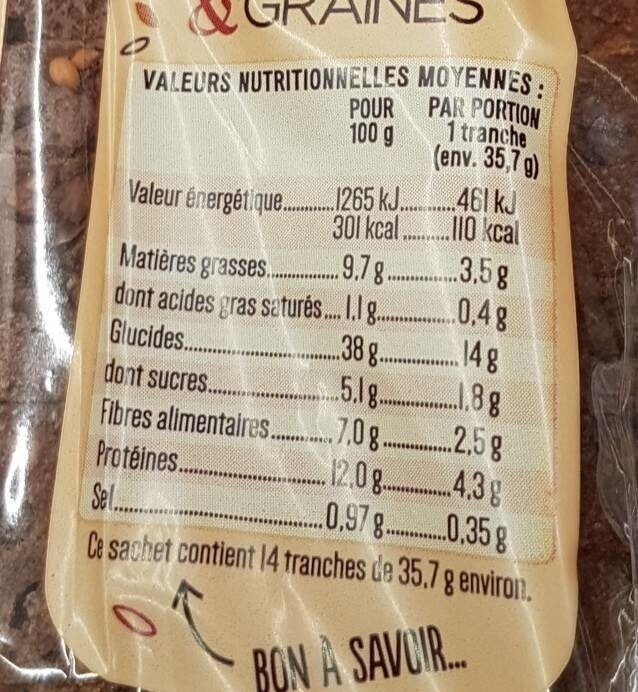 & GRAINES
VALEURS NUTRITIONNELLES MOYENNES :
POUR PAR PORTION
100 g 1 tranche
(env. 35,7 g)
Valeur énergétique.............1265 kJ............461 kJ
301 kcal...........110 kcal
Matières grasses................9,7 g................3,5 g
dont acides gras saturés.... 1,1 g................0,4 g
Glucides................38 g................14 g
dont sucres................5,1 g................1,8 g
Fibres alimentaires............7,0 g................2,5 g
Protéines................12,0 g................4,3 g
Sel................0,97 g................0,35 g
Ce sachet contient 14 tranches de 35.7 g environ.
BON À SAVOIR...